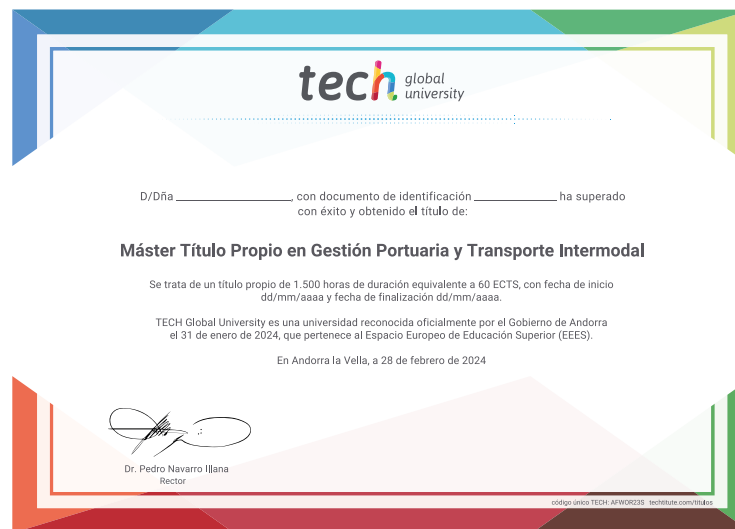 tech global university
D/Dña ______________, con documento de identificación __________ ha superado
con éxito y obtenido el título de:
Máster Título Propio en Gestión Portuaria y Transporte Intermodal
Se trata de un título propio de 1.500 horas de duración equivalente a 60 ECTS, con fecha de inicio
dd/mm/aaaa y fecha de finalización dd/mm/aaaa.
TECH Global University es una universidad reconocida oficialmente por el Gobierno de Andorra
el 31 de enero de 2024, que pertenece al Espacio Europeo de Educación Superior (EEES).
En Andorra la Vella, a 28 de febrero de 2024
Dr. Pedro Navarro Illana
Rector
código único TECH: AFWOR23S techtitute.com/titulos